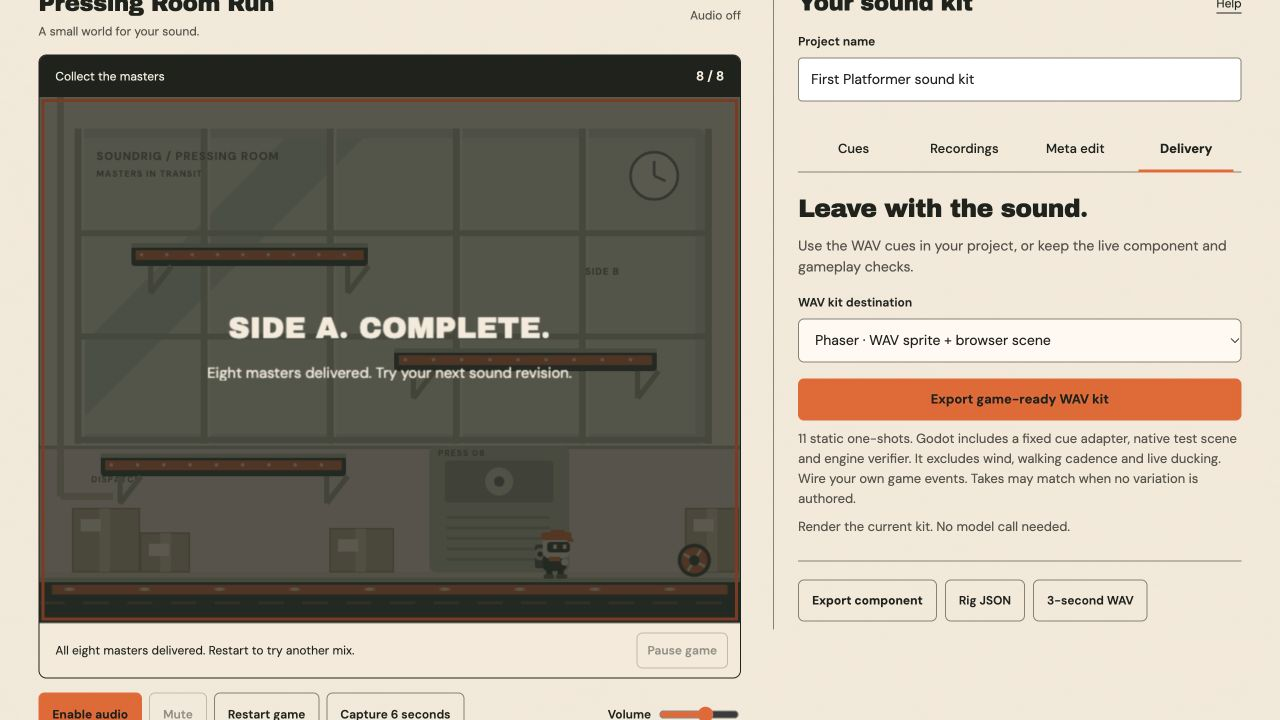 Pressing Room Run
A small world for your sound.
Audio off
Collect the masters
8 / 8
SOUNDRIG / PRESSING ROOM
MASTERS IN TRANSIT
SIDE B
SIDE A. COMPLETE.
Eight masters delivered. Try your next sound revision.
PRESS 08
DISPATCH
All eight masters delivered. Restart to try another mix.
Pause game
Enable audio
Mute
Restart game
Capture 6 seconds
Volume
Your sound kit
Help
Project name
First Platformer sound kit
Cues
Recordings
Meta edit
Delivery
Leave with the sound.
Use the WAV cues in your project, or keep the live component and
gameplay checks.
WAV kit destination
Phaser · WAV sprite + browser scene
Export game-ready WAV kit
11 static one-shots. Godot includes a fixed cue adapter, native test scene
and engine verifier. It excludes wind, walking cadence and live ducking.
Wire your own game events. Takes may match when no variation is
authored.
Render the current kit. No model call needed.
Export component
Rig JSON
3-second WAV